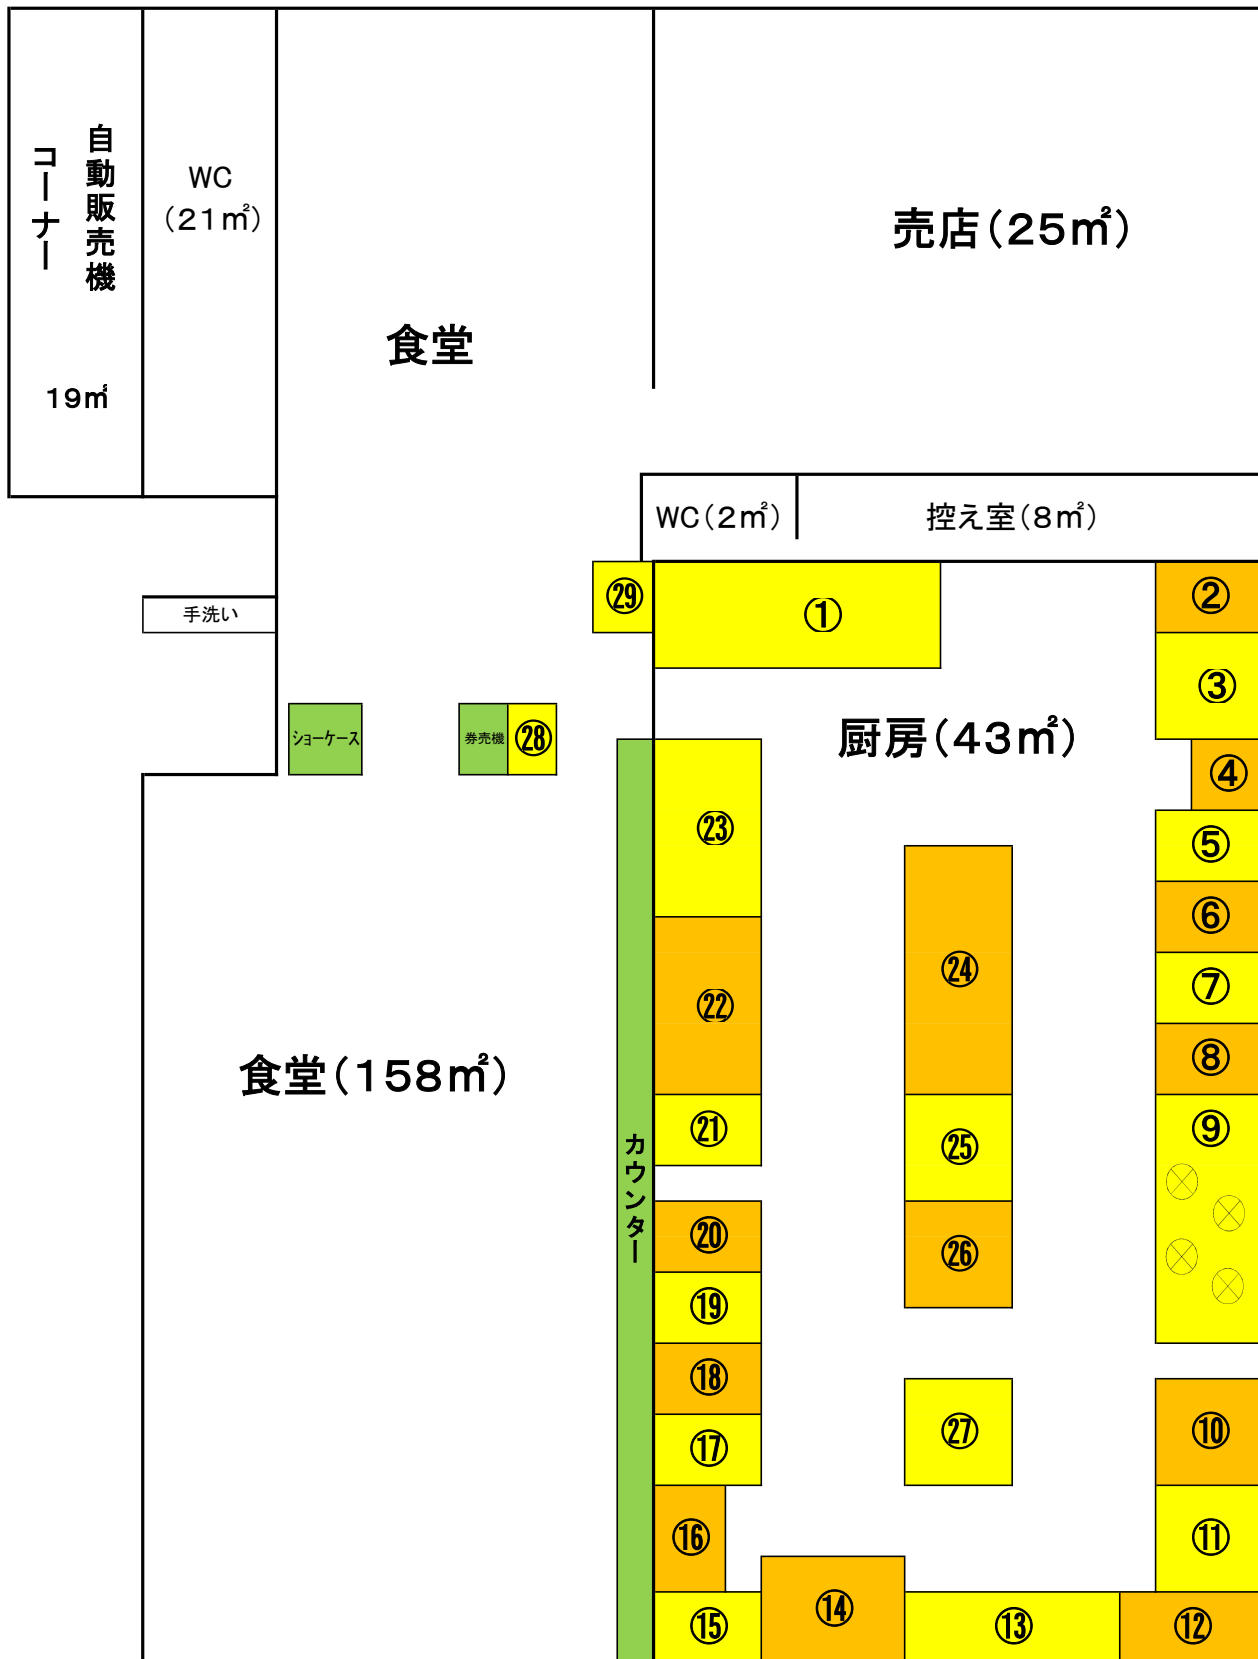 自動販売機
コーナー
19㎡
WC
(21㎡)
食堂
売店(25㎡)
WC(2㎡)
控え室(8㎡)
手洗い
ショーケース
券売機
㉘
㉙
①
②
③
厨房(43㎡)
④
⑤
⑥
⑦
⑧
⑨
⑩
⑪
⑫
⑬
⑭
⑮
⑯
⑰
⑱
⑲
⑳
㉑
㉒
㉓
㉔
㉕
㉖
㉗
食堂(158㎡)
カウンター